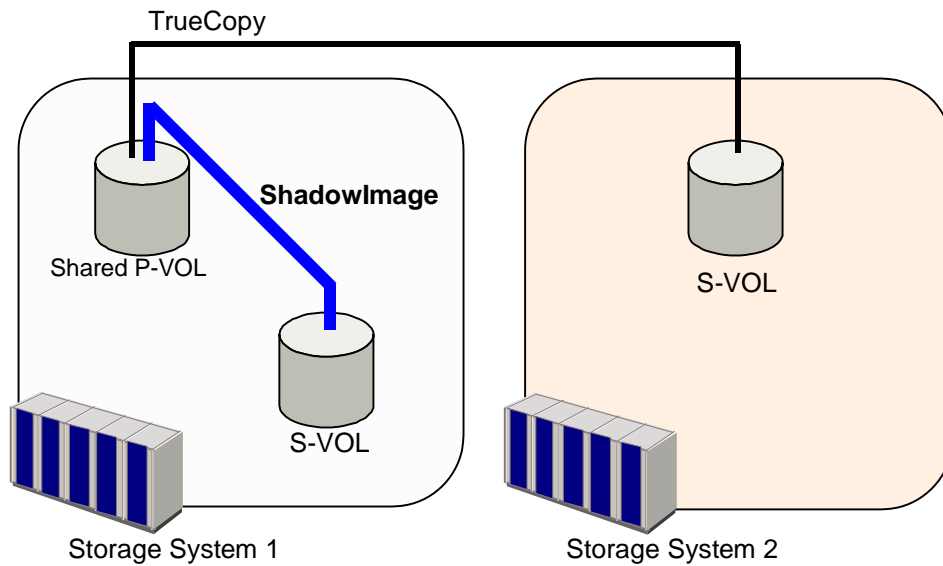 TrueCopy
ShadowImage
Shared P-VOL
S-VOL
S-VOL
Storage System 1
Storage System 2